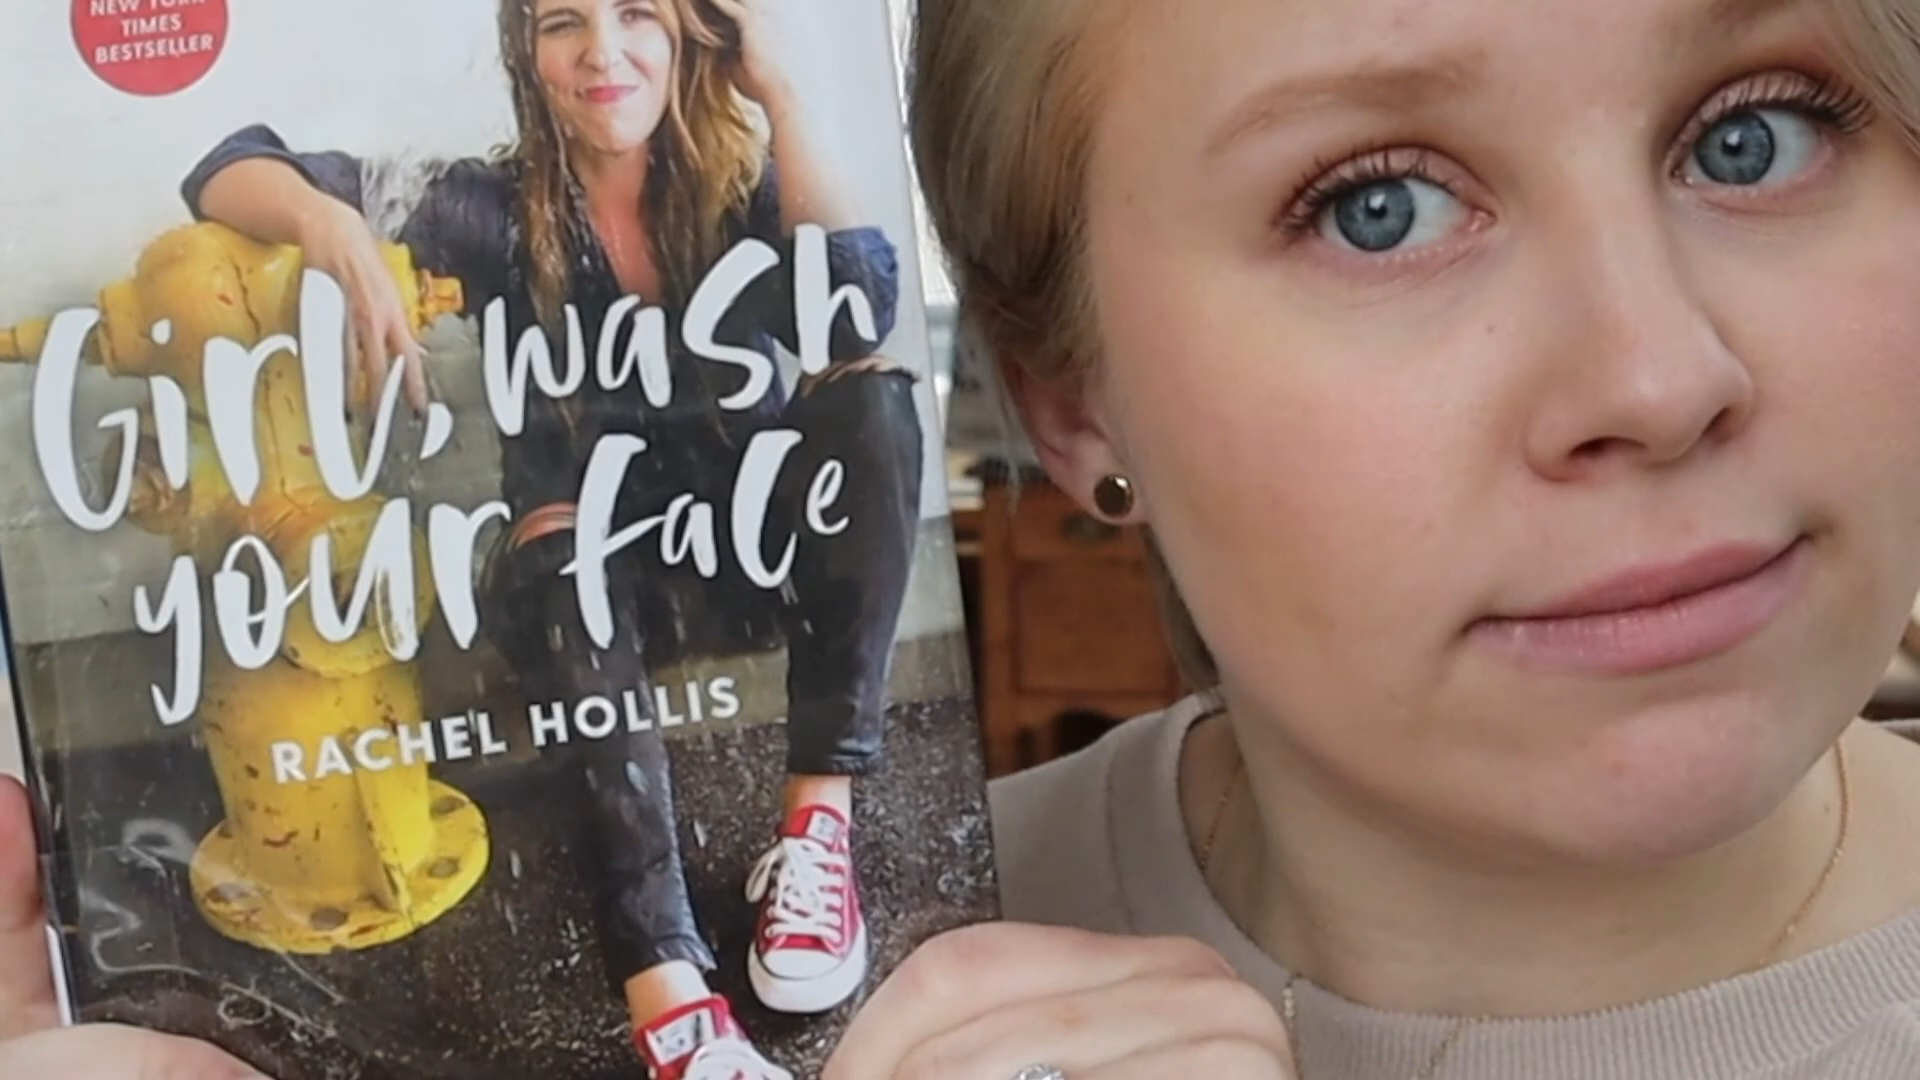 NEW YORK
TIMES
BESTSELLER
Girl, wash
your face
RACHEL HOLLIS